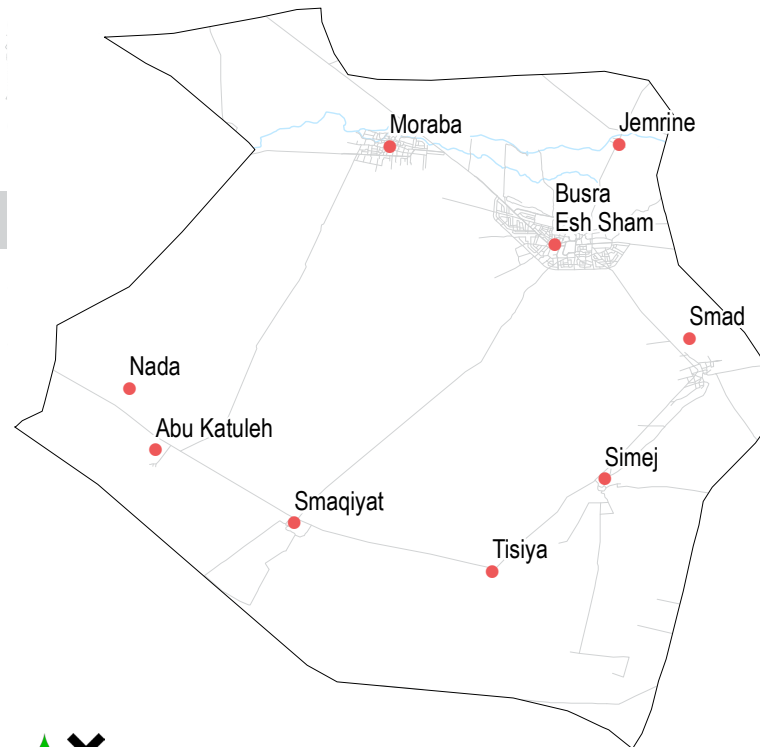 Moraba
Jemrine
Busra
Esh Sham
Smad
Nada
Abu Katuleh
Simej
Smaqiyat
Tisiya